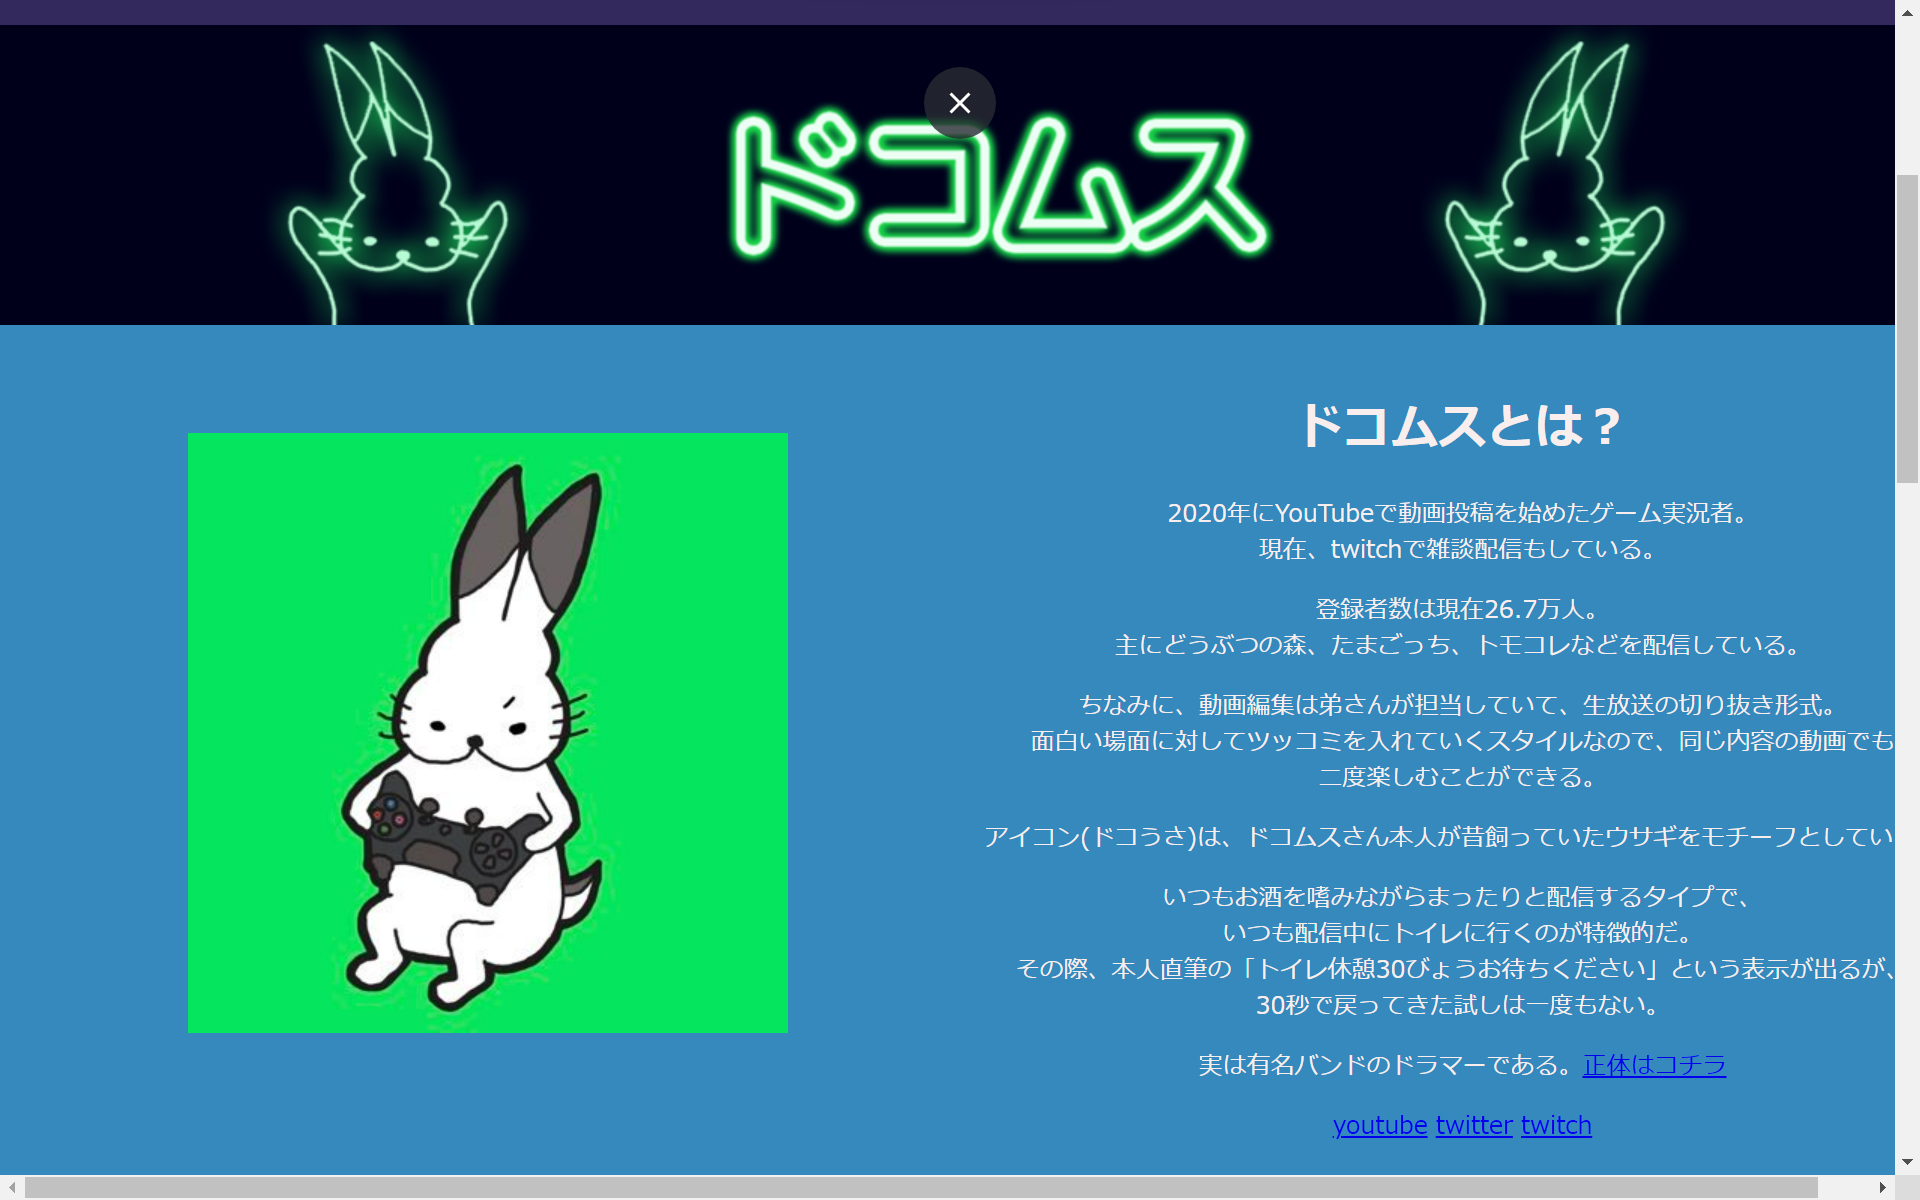 ドコムス
ドコムスとは？
2020年にYouTubeで動画投稿を始めたゲーム実況者。
現在、twitchで雑談配信もしている。
登録者数は現在26.7万人。
主にどうぶつの森、たまごっち、トモコレなどを配信している。
ちなみに、動画編集は弟さんが担当していて、生放送の切り抜き形式。
面白い場面に対してツッコミを入れていくスタイルなので、同じ内容の動画でも
二度楽しむことができる。
アイコン(ドコうさ)は、ドコムスさん本人が昔飼っていたウサギをモチーフとしてい
いつもお酒を嗜みながらまったりと配信するタイプで、
いつも配信中にトイレに行くのが特徴的だ。
その際、本人直筆の「トイレ休憩30びょうお待ちください」という表示が出るが、
30秒で戻ってきた試しは一度もない。
実は有名バンドのドラマーである。正体はコチラ
youtube twitter twitch